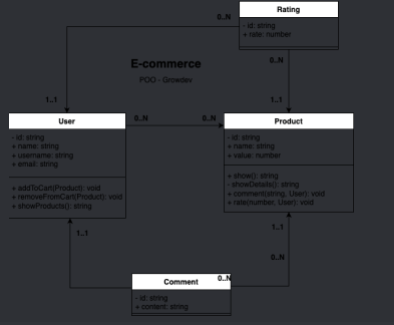 Rating
0..N
- id: string
+ rate: number
0..N
E-commerce
POO - Growdev
1..1
1..1
User
0..N
0..N
Product
- id: string
+ name: string
+ username: string
+ email: string
- id: string
+ name: string
+ value: number
+ addToCart(Product): void
+ removeFromCart(Product): void
+ showProducts(): string
+ show(): string
- showDetails(): string
+ comment(string, User): void
+ rate(number, User): void
1..1
1..1
0..N
Comment
0..N
- id: string
+ content: string